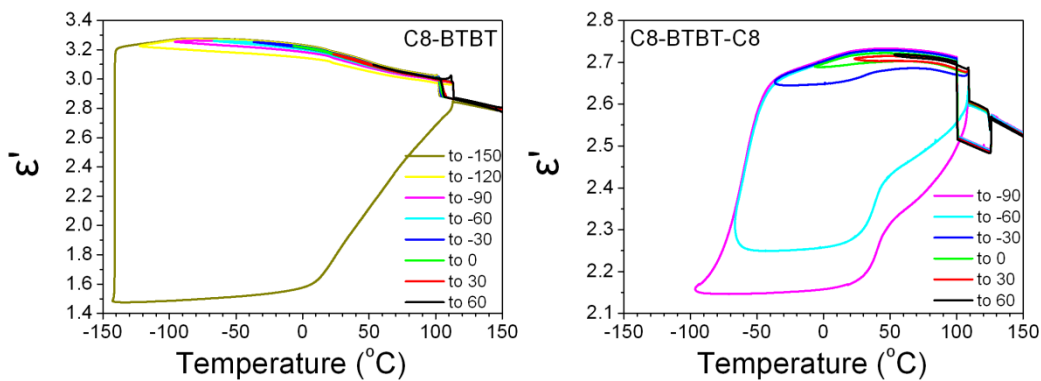 C8-BTBT
ε'
3.4
3.2
3.0
2.8
2.6
2.4
2.2
2.0
1.8
1.6
1.4
to -150
to -120
to -90
to -60
to -30
to 0
to 30
to 60
-150 -100 -50 0 50 100 150
Temperature (°C)
C8-BTBT-C8
ε'
2.8
2.7
2.6
2.5
2.4
2.3
2.2
2.1
to -90
to -60
to -30
to 0
to 30
to 60
-150 -100 -50 0 50 100 150
Temperature (°C)